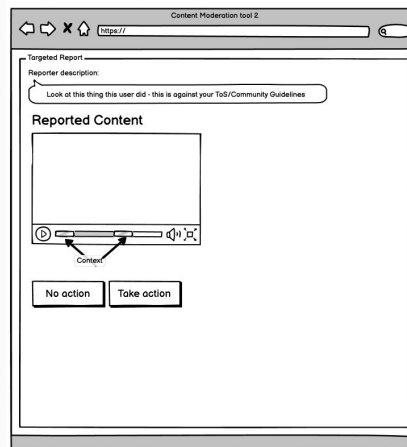 Content Moderation tool 2
https://
Targeted Report
Reporter description:
Look at this thing this user did - this is against your ToS/Community Guidelines
Reported Content
Context
No action
Take action